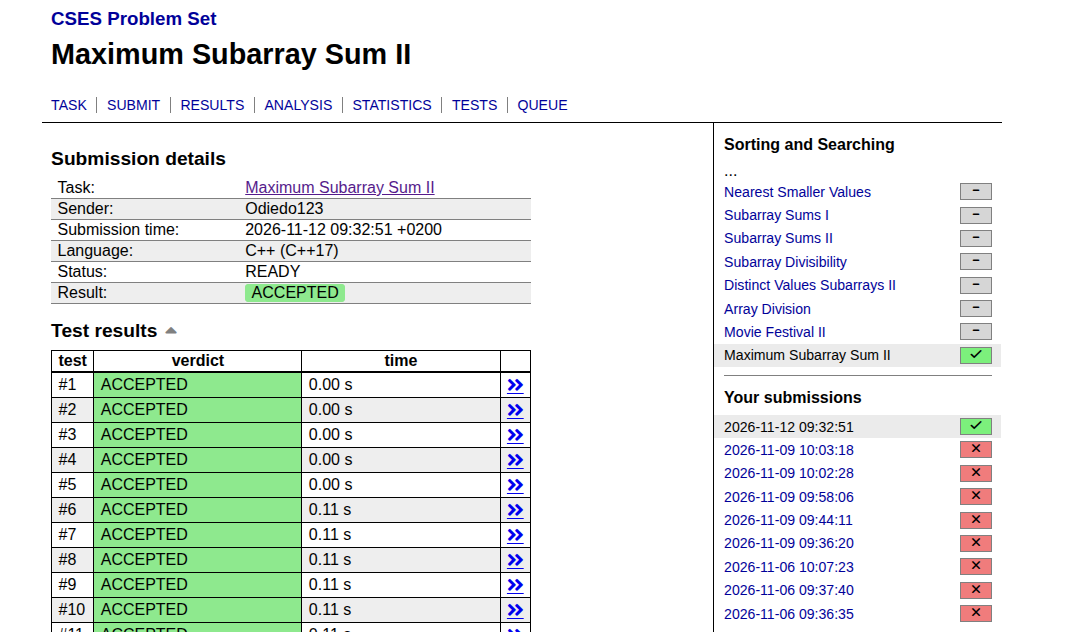 CSES Problem Set
Maximum Subarray Sum II
TASK | SUBMIT | RESULTS | ANALYSIS | STATISTICS | TESTS | QUEUE
Submission details
Task: Maximum Subarray Sum II
Sender: Odiedo123
Submission time: 2026-11-12 09:32:51 +0200
Language: C++ (C++17)
Status: READY
Result: ACCEPTED
Test results
test verdict time
#1 ACCEPTED 0.00 s
#2 ACCEPTED 0.00 s
#3 ACCEPTED 0.00 s
#4 ACCEPTED 0.00 s
#5 ACCEPTED 0.00 s
#6 ACCEPTED 0.11 s
#7 ACCEPTED 0.11 s
#8 ACCEPTED 0.11 s
#9 ACCEPTED 0.11 s
#10 ACCEPTED 0.11 s
#11 ACCEPTED 0.11 s
Sorting and Searching
...
Nearest Smaller Values –
Subarray Sums I –
Subarray Sums II –
Subarray Divisibility –
Distinct Values Subarrays II –
Array Division –
Movie Festival II –
Maximum Subarray Sum II ✓
Your submissions
2026-11-12 09:32:51 ✓
2026-11-09 10:03:18 ✕
2026-11-09 10:02:28 ✕
2026-11-09 09:58:06 ✕
2026-11-09 09:44:11 ✕
2026-11-09 09:36:20 ✕
2026-11-06 10:07:23 ✕
2026-11-06 09:37:40 ✕
2026-11-06 09:36:35 ✕